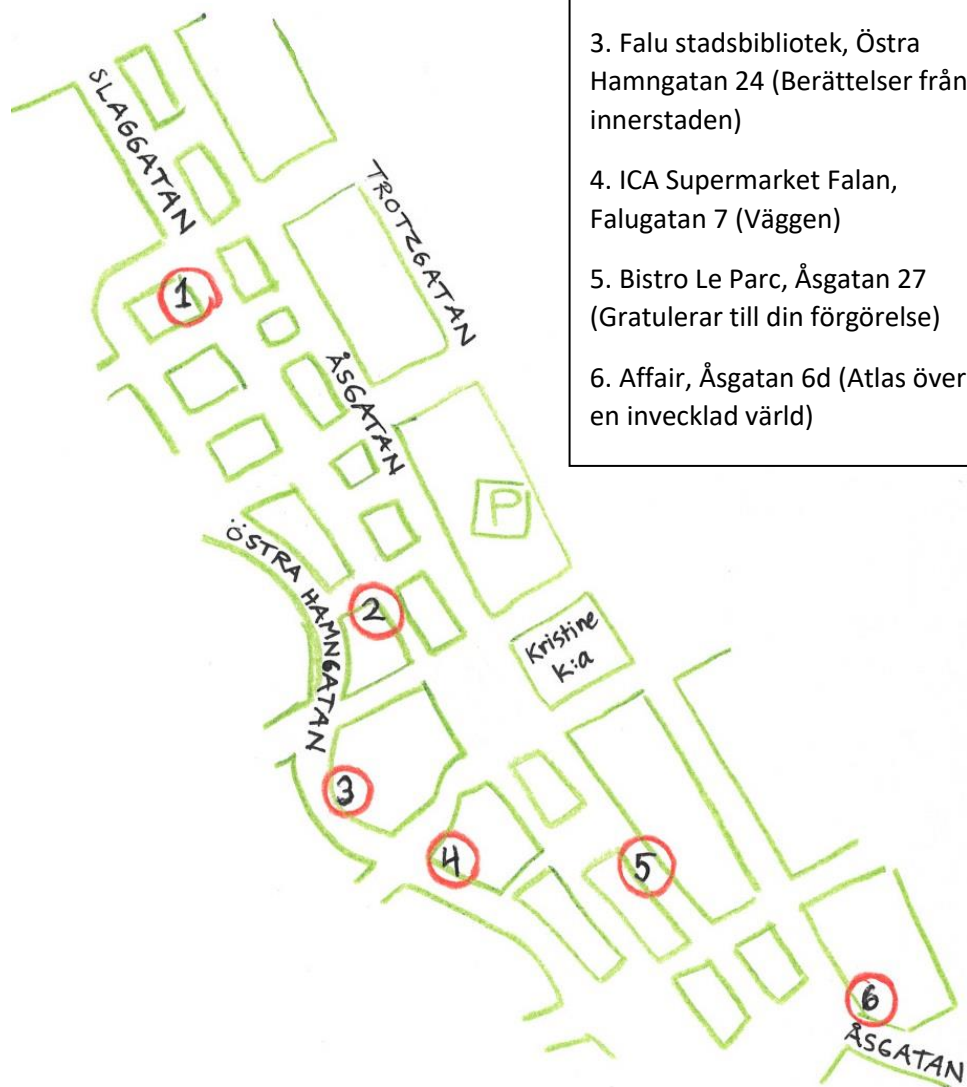 3. Falu stadsbibliotek, Östra
Hamngatan 24 (Berättelser från
innerstaden)
4. ICA Supermarket Falan,
Falugatan 7 (Väggen)
5. Bistro Le Parc, Åsgatan 27
(Gratulerar till din förgörelse)
6. Affair, Åsgatan 6d (Atlas över
en invecklad värld)
SLAGGATAN
TROTZGATAN
1
ÅSGATAN
P
ÖSTRA HAMNGATAN
2
Kristine
k:a
3
4
5
6
ÅSGATAN